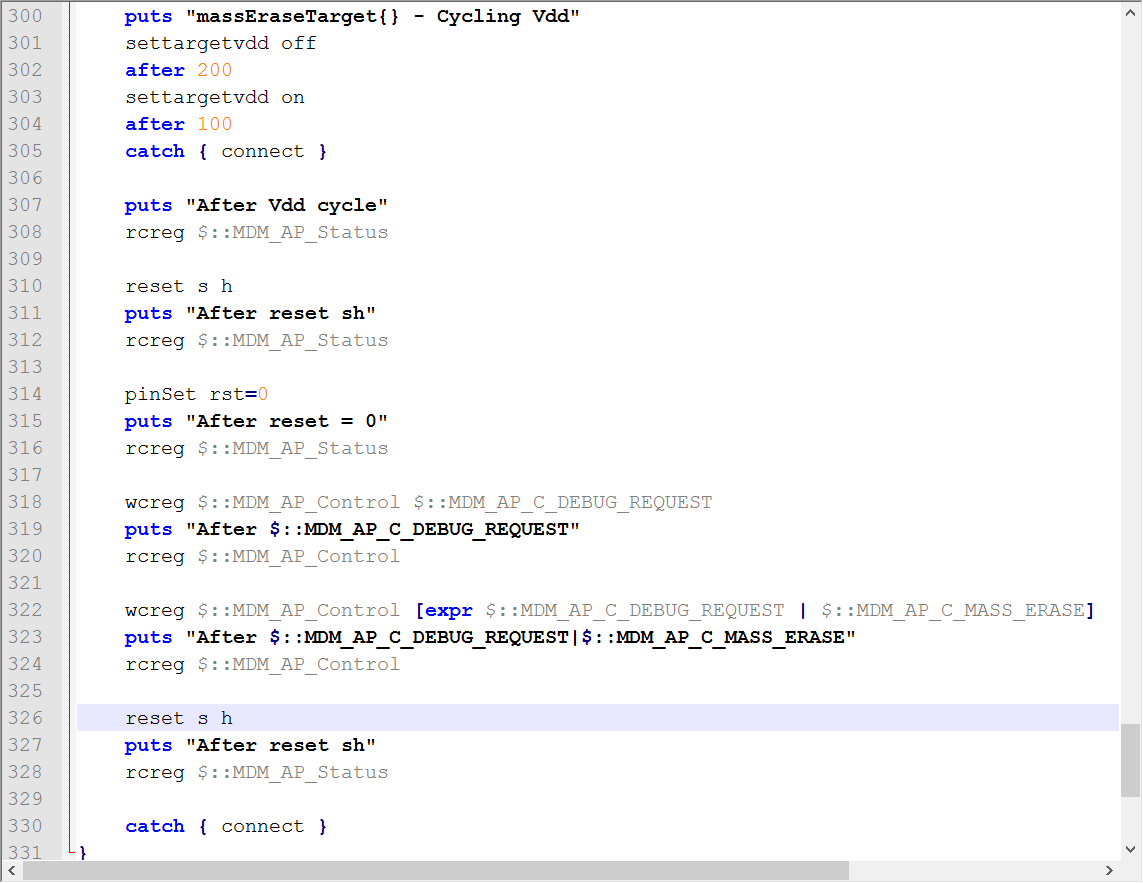 300 puts "massEraseTarget{} - Cycling Vdd"
301 settargetvdd off
302 after 200
303 settargetvdd on
304 after 100
305 catch { connect }
306
307 puts "After Vdd cycle"
308 rcreg $::MDM_AP_Status
309
310 reset s h
311 puts "After reset sh"
312 rcreg $::MDM_AP_Status
313
314 pinSet rst=0
315 puts "After reset = 0"
316 rcreg $::MDM_AP_Status
317
318 wcreg $::MDM_AP_Control $::MDM_AP_C_DEBUG_REQUEST
319 puts "After $::MDM_AP_C_DEBUG_REQUEST"
320 rcreg $::MDM_AP_Control
321
322 wcreg $::MDM_AP_Control [expr $::MDM_AP_C_DEBUG_REQUEST | $::MDM_AP_C_MASS_ERASE]
323 puts "After $::MDM_AP_C_DEBUG_REQUEST|$::MDM_AP_C_MASS_ERASE"
324 rcreg $::MDM_AP_Control
325
326 reset s h
327 puts "After reset sh"
328 rcreg $::MDM_AP_Status
329
330 catch { connect }
331 }